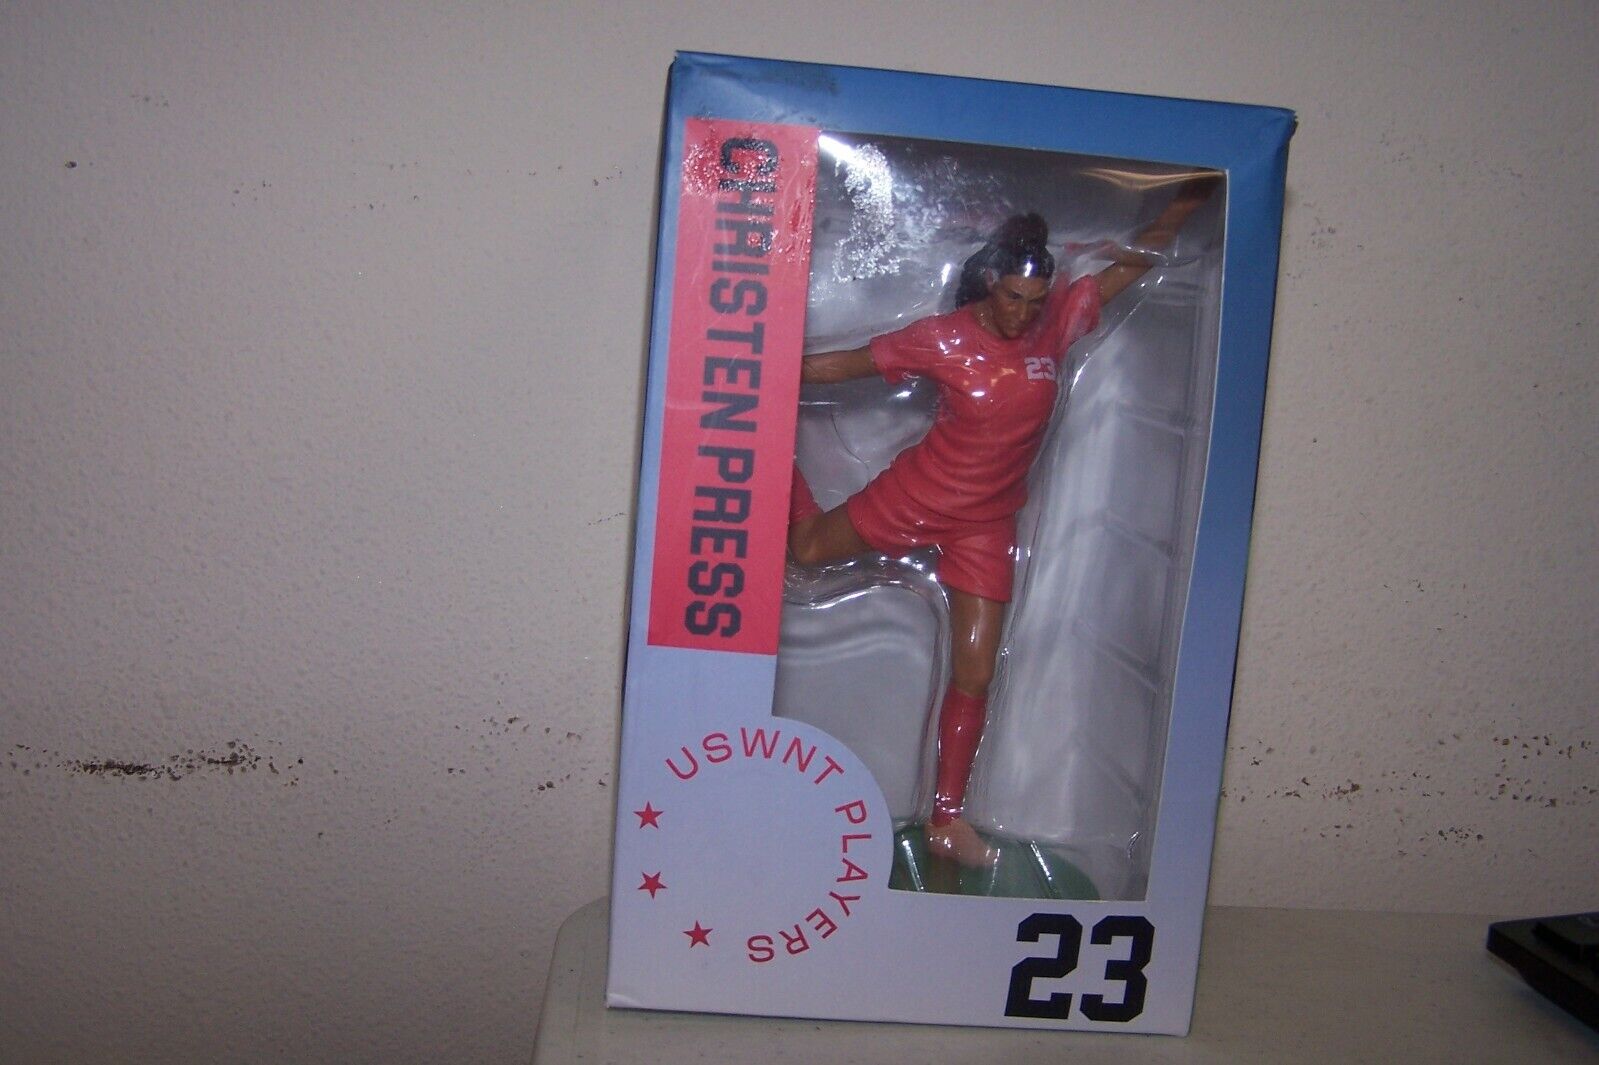 CHRISTEN PRESS
23
USWNT PLAYERS
23